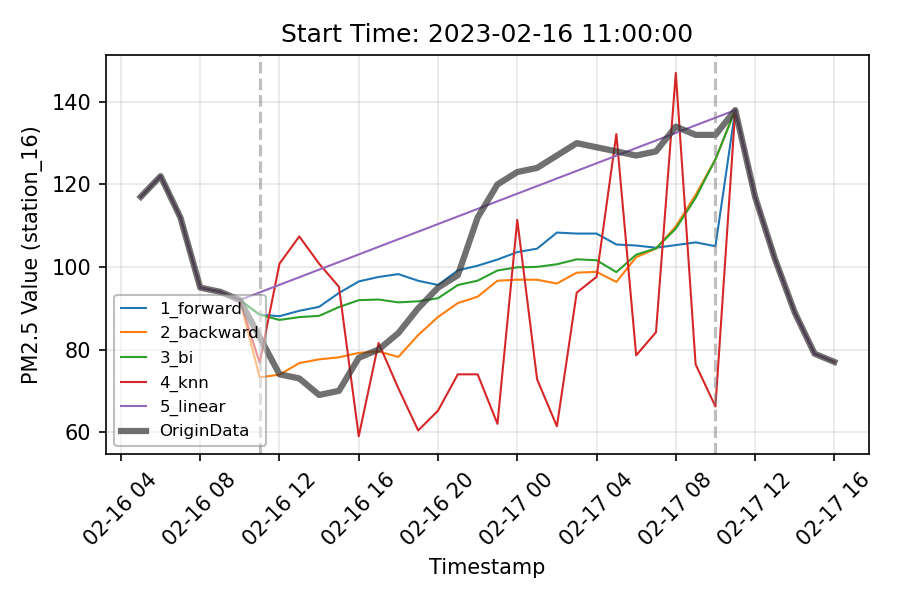 Start Time: 2023-02-16 11:00:00
PM2.5 Value (station_16)
140
120
100
80
60
1_forward
2_backward
3_bi
4_knn
5_linear
OriginData
02-16 04
02-16 08
02-16 12
02-16 16
02-16 20
02-17 00
02-17 04
02-17 08
02-17 12
02-17 16
Timestamp